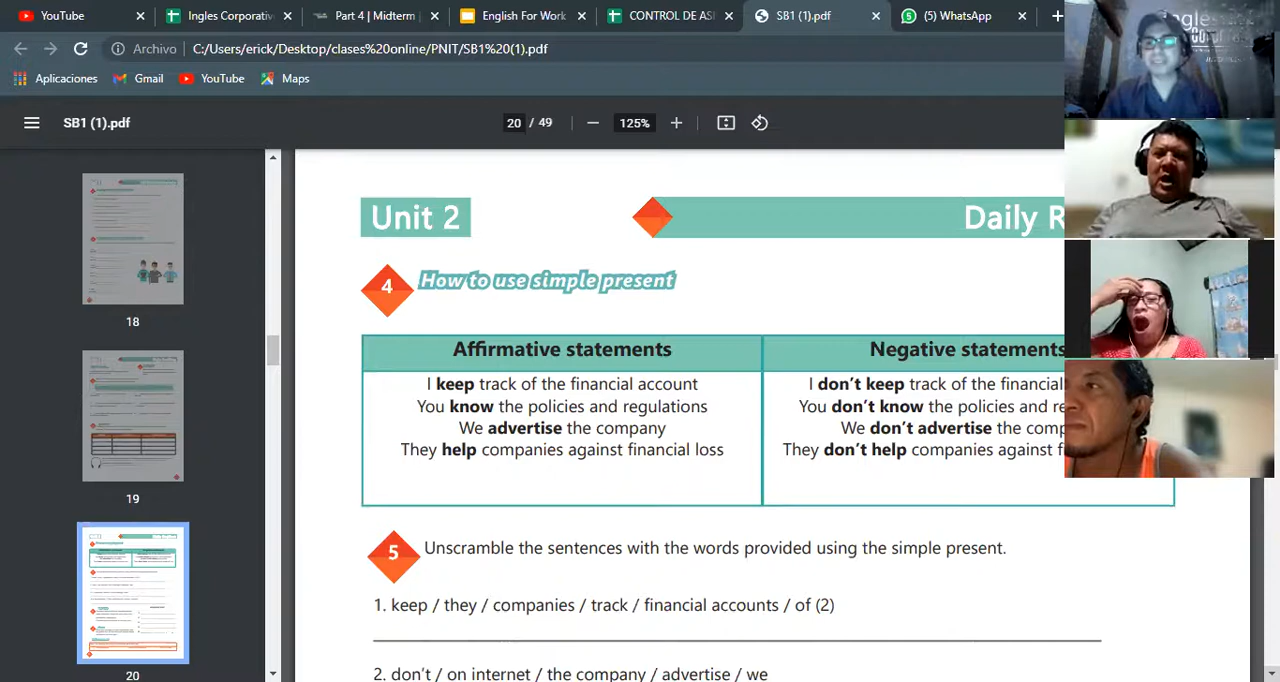 YouTube
Ingles Corporativ
Part 4 | Midterm
English For Work
CONTROL DE ASI
SB1 (1).pdf
(5) WhatsApp
Archivo
C:/Users/erick/Desktop/clases%20online/PNIT/SB1%20(1).pdf
Aplicaciones
Gmail
YouTube
Maps
SB1 (1).pdf
20 / 49
125%
18
19
20
Unit 2
Daily R
4
How to use simple present
Affirmative statements
I keep track of the financial account
You know the policies and regulations
We advertise the company
They help companies against financial loss
Negative statements
I don't keep track of the financial
You don't know the policies and re
We don't advertise the comp
They don't help companies against f
5
Unscramble the sentences with the words provided using the simple present.
1. keep / they / companies / track / financial accounts / of (2)
2. don't / on internet / the company / advertise / we